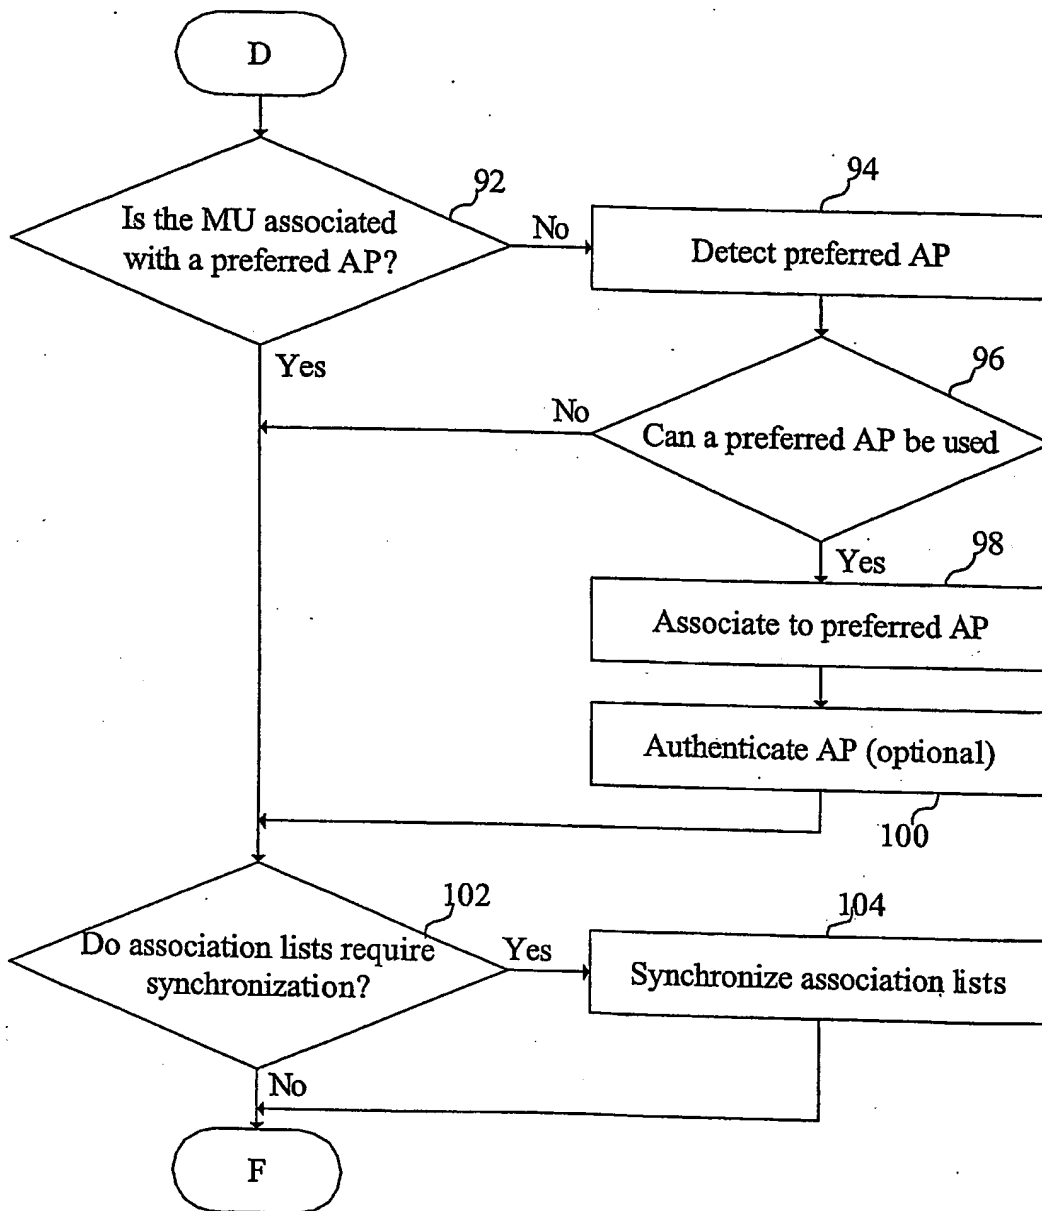 D
92
Is the MU associated
with a preferred AP?
No
94
Detect preferred AP
Yes
96
No
Can a preferred AP be used
Yes
98
Associate to preferred AP
Authenticate AP (optional)
100
102
Do association lists require
synchronization?
Yes
104
Synchronize association lists
No
F